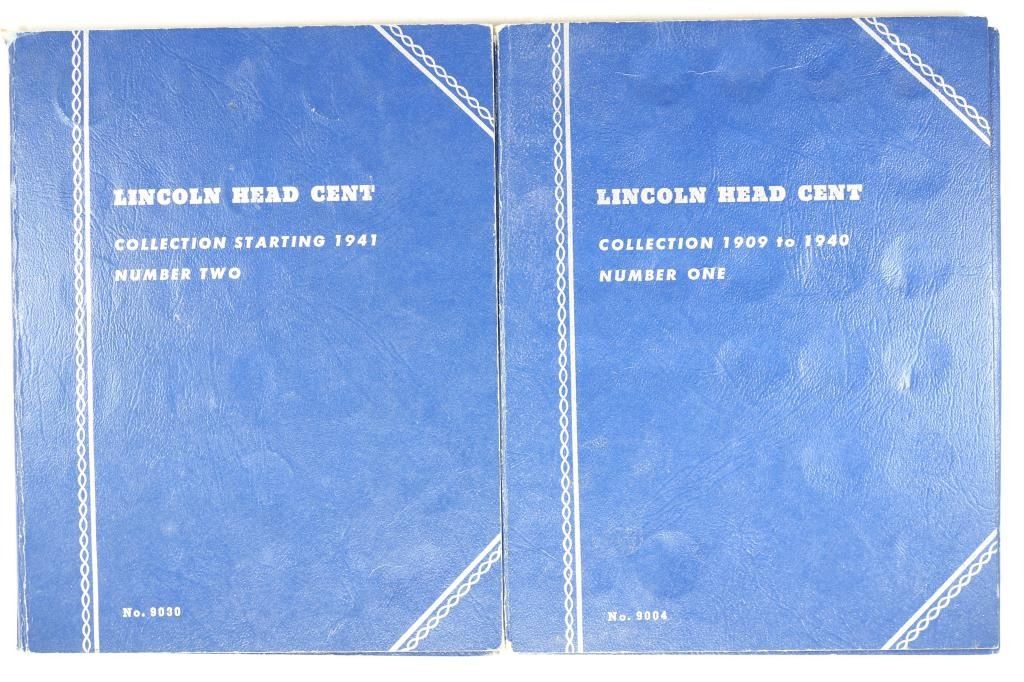 LINCOLN HEAD CENT
COLLECTION STARTING 1941
NUMBER TWO
No. 9030
LINCOLN HEAD CENT
COLLECTION 1909 to 1940
NUMBER ONE
No. 9004